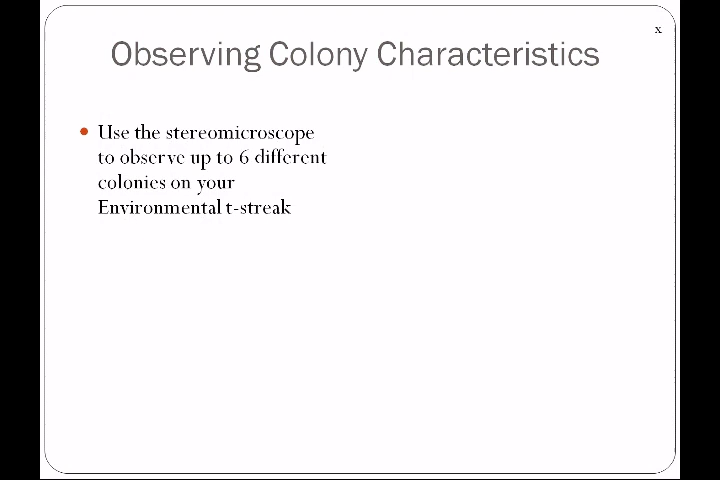 x
Observing Colony Characteristics
• Use the stereomicroscope
to observe up to 6 different
colonies on your
Environmental t-streak